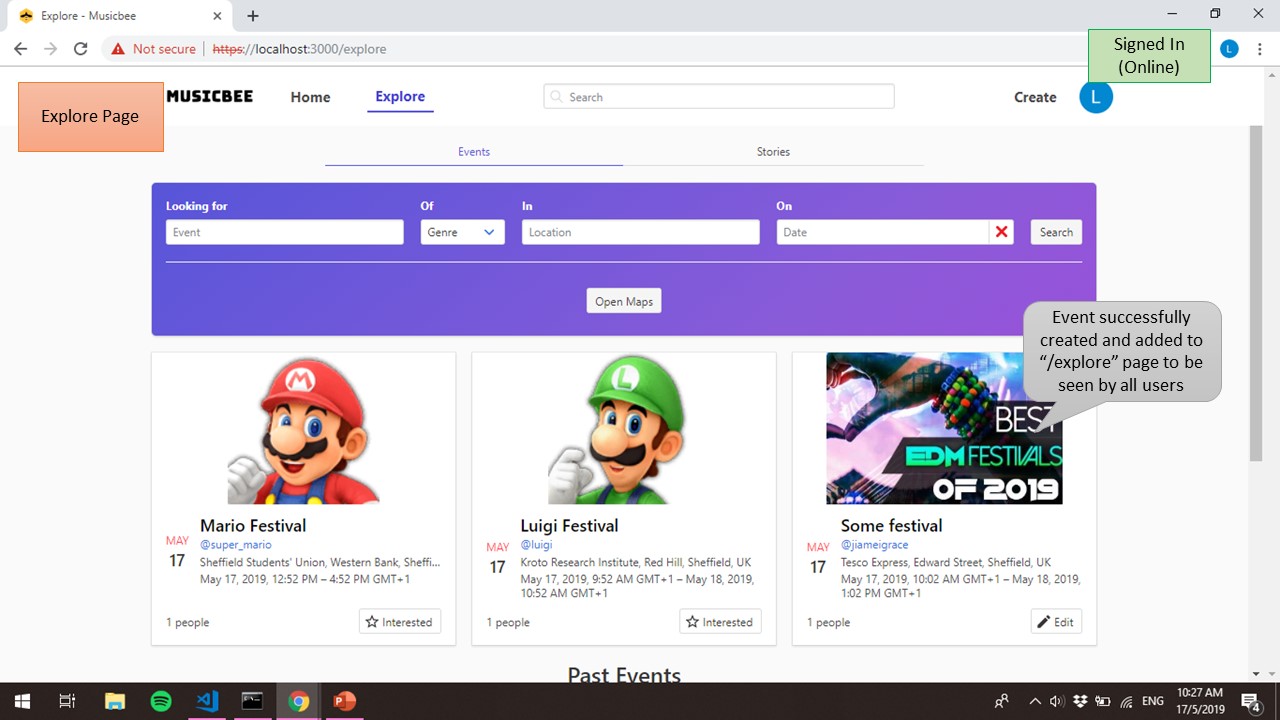 Explore - Musicbee
Not secure
https://localhost:3000/explore
L
Signed In
(Online)
Explore Page
MUSICBEE
Home
Explore
Search
Create
L
Events
Stories
Looking for
Of
In
On
Event
Genre
Location
Date
Search
Open Maps
Event successfully
created and added to
“/explore” page to be
seen by all users
M
L
BEST
EDM FESTIVALS
OF 2019
Mario Festival
@super_mario
MAY
17
Sheffield Students' Union, Western Bank, Sheffi...
May 17, 2019, 12:52 PM – 4:52 PM GMT+1
1 people
Interested
Luigi Festival
@luigi
MAY
17
Kroto Research Institute, Red Hill, Sheffield, UK
May 17, 2019, 9:52 AM GMT+1 – May 18, 2019,
10:52 AM GMT+1
1 people
Interested
Some festival
@jiameigrace
MAY
17
Tesco Express, Edward Street, Sheffield, UK
May 17, 2019, 10:02 AM GMT+1 – May 18, 2019,
1:02 PM GMT+1
1 people
Edit
Past Events
ENG
10:27 AM
17/5/2019
4